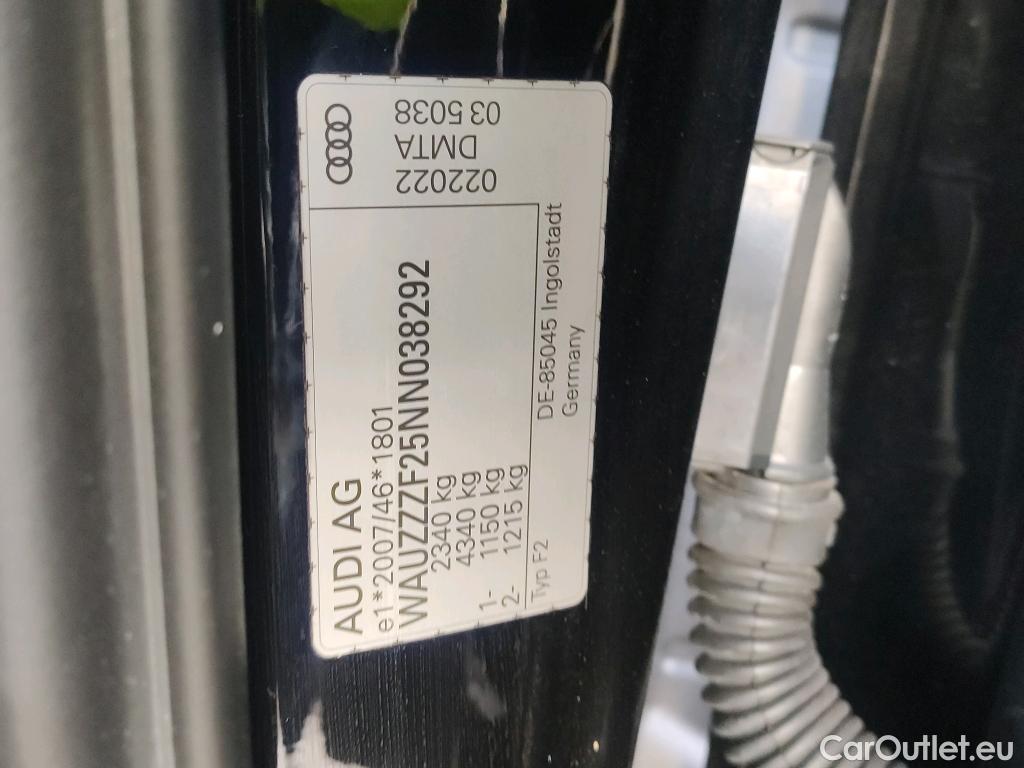 AUDI AG
e1*2007/46*1801
WAUZZZF25NN038292
2340 kg
4340 kg
1- 1150 kg
2- 1215 kg
Typ F2
DE-85045 Ingolstadt
Germany
022022
DMTA
03 5038
CarOutlet.eu